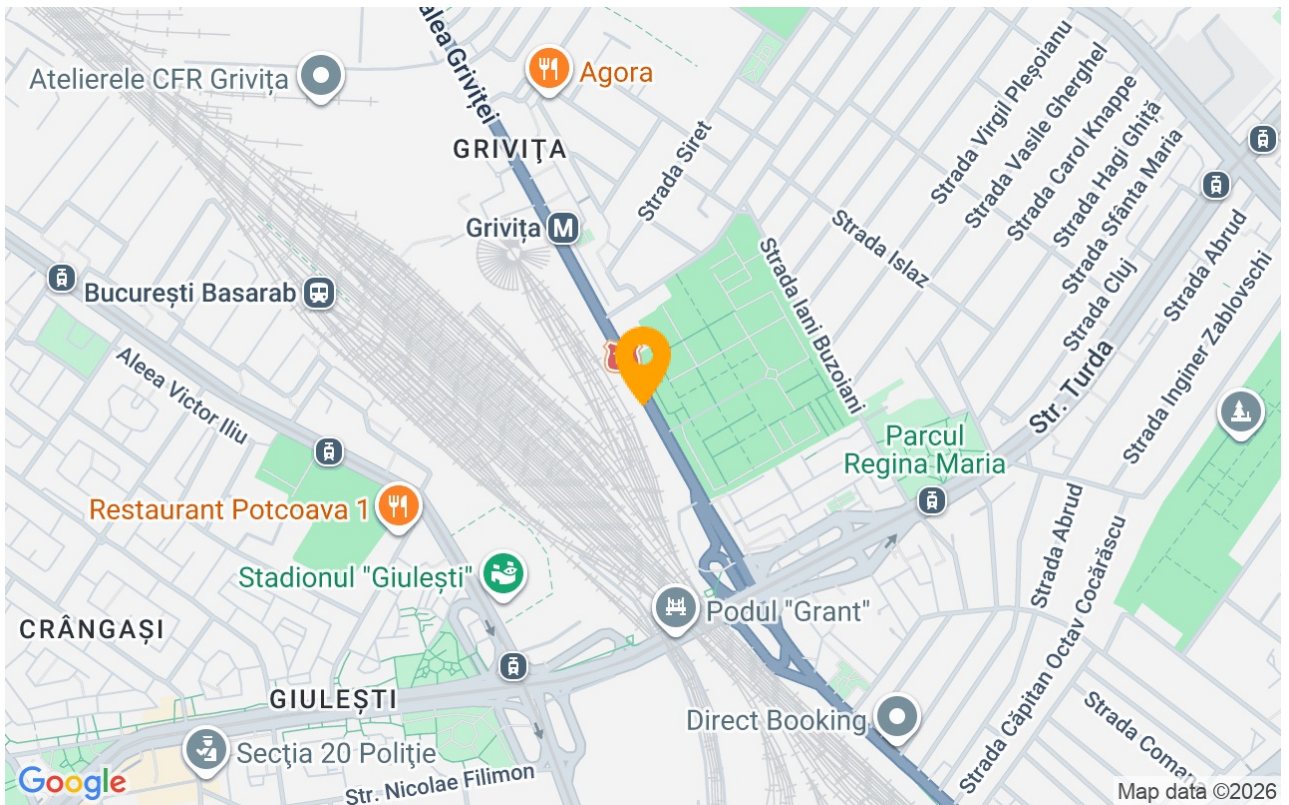 Atelierele CFR Grivița
alea Griviței
Agora
GRIVIȚA
Strada Siret
Strada Virgil Pleșoianu
Strada Vasile Gherghel
Strada Carol Knappe
Strada Hagi Ghiță
Strada Sfânta Maria
Grivița M
Strada Islaz
Strada Iani Buzoiani
Strada Cluj
Strada Abrud
Strada Inginer Zablovschi
București Basarab
Aleea Victor Iliu
Str. Turda
Parcul
Regina Maria
Restaurant Potcoava 1
Stadionul "Giulești"
Strada Abrud
Strada Căpitan Octav Cocărăscu
Podul "Grant"
CRÂNGAȘI
GIULEȘTI
Direct Booking
Strada Comana
Secția 20 Poliție
Str. Nicolae Filimon
Google
Map data ©2026